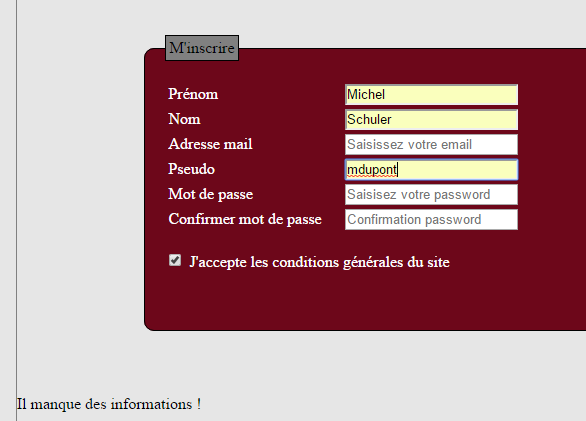 M'inscrire
Prénom Michel
Nom Schuler
Adresse mail Saisissez votre email
Pseudo mdupont
Mot de passe Saisisez votre password
Confirmer mot de passe Confirmation password
J'accepte les conditions générales du site
Il manque des informations !